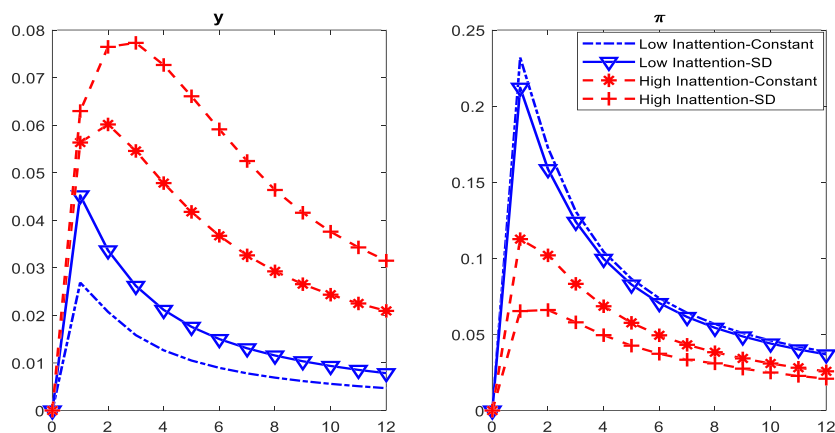 y
0.08
0.07
0.06
0.05
0.04
0.03
0.02
0.01
0
0 2 4 6 8 10 12
π
0.25
0.2
0.15
0.1
0.05
0
0 2 4 6 8 10 12
Low Inattention-Constant
Low Inattention-SD
High Inattention-Constant
High Inattention-SD